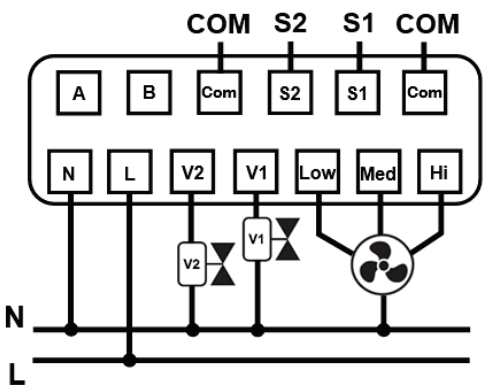 COM S2 S1 COM
A B Com S2 S1 Com
N L V2 V1 Low Med Hi
V1
V2
N
L